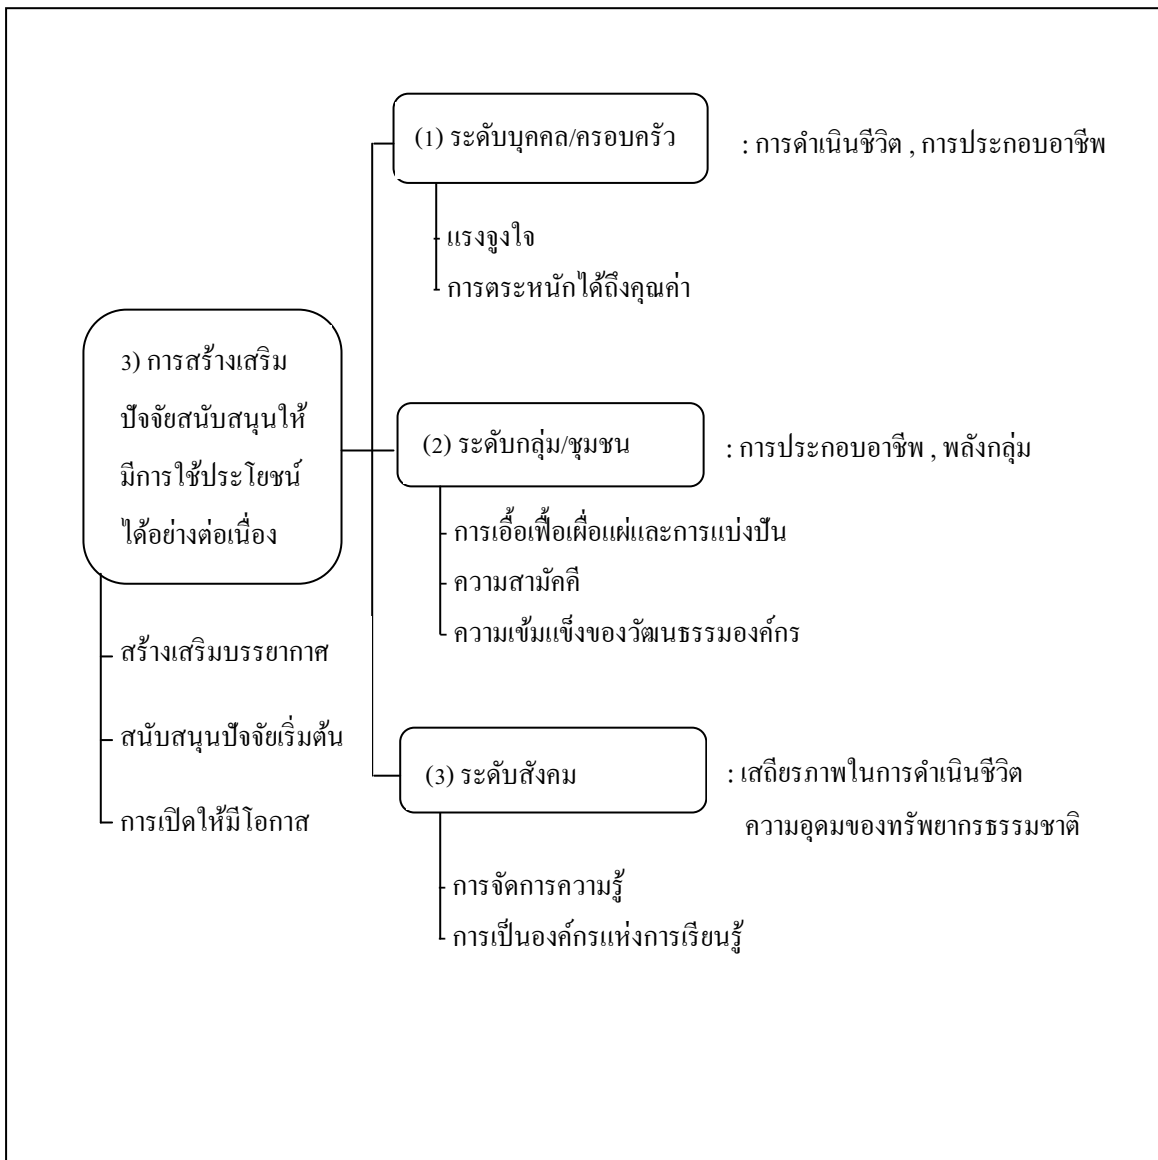 (1) ระดับบุคคล/ครอบครัว : การดำเนินชีวิต , การประกอบอาชีพ
แรงจูงใจ
การตระหนักได้ถึงคุณค่า
3) การสร้างเสริม
ปัจจัยสนับสนุนให้
มีการใช้ประโยชน์
ได้อย่างต่อเนื่อง
สร้างเสริมบรรยากาศ
สนับสนุนปัจจัยเริ่มต้น
การเปิดให้มีโอกาส
(2) ระดับกลุ่ม/ชุมชน : การประกอบอาชีพ , พลังกลุ่ม
การเอื้อเฟื้อเผื่อแผ่และการแบ่งปัน
ความสามัคคี
ความเข้มแข็งของวัฒนธรรมองค์กร
(3) ระดับสังคม : เสถียรภาพในการดำเนินชีวิต
ความอุดมของทรัพยากรธรรมชาติ
การจัดการความรู้
การเป็นองค์กรแห่งการเรียนรู้